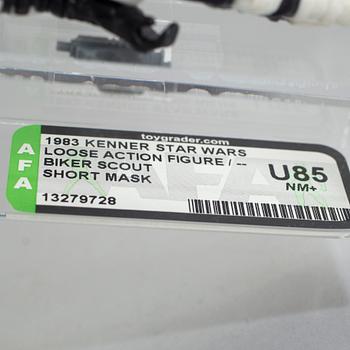 toygrader.com
AFA
1983 KENNER STAR WARS
LOOSE ACTION FIGURE / --
BIKER SCOUT
SHORT MASK
13279728
U85
NM+